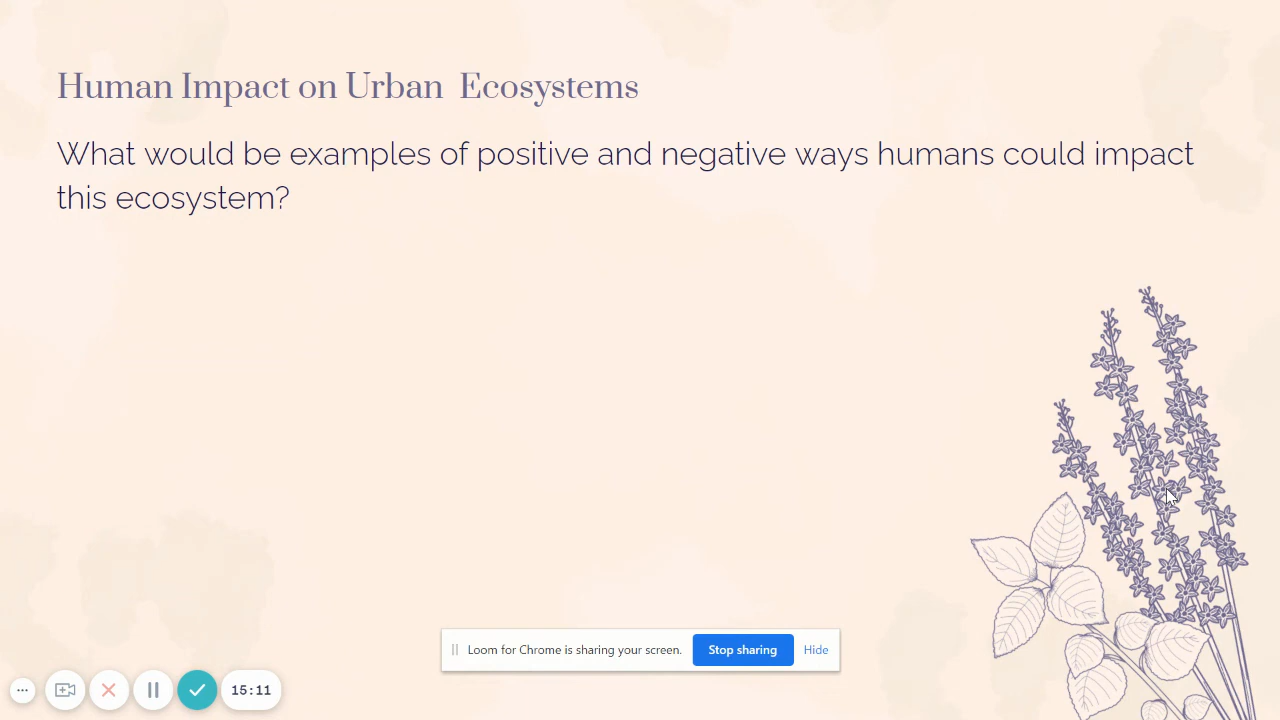 Human Impact on Urban Ecosystems
What would be examples of positive and negative ways humans could impact
this ecosystem?
Loom for Chrome is sharing your screen. Stop sharing Hide
15:11